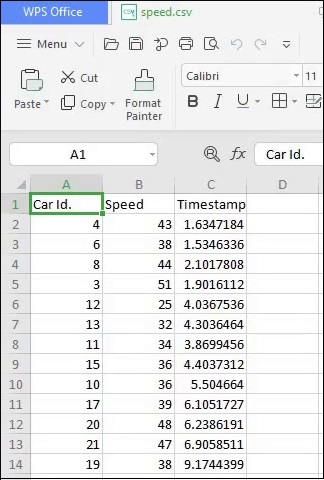 WPS Office CSV speed.csv
Menu
Cut Calibri 11
Paste Copy Format Painter B I U
A1 fx Car Id.
A B C D
1 Car Id. Speed Timestamp
2 4 43 1.6347184
3 6 38 1.5346336
4 8 44 2.1017808
5 3 51 1.9016112
6 12 25 4.0367536
7 13 32 4.3036464
8 11 34 3.8699456
9 15 36 4.4037312
10 10 36 5.504664
11 17 39 6.1051727
12 20 48 6.2386191
13 21 47 6.9058511
14 19 38 9.1744399